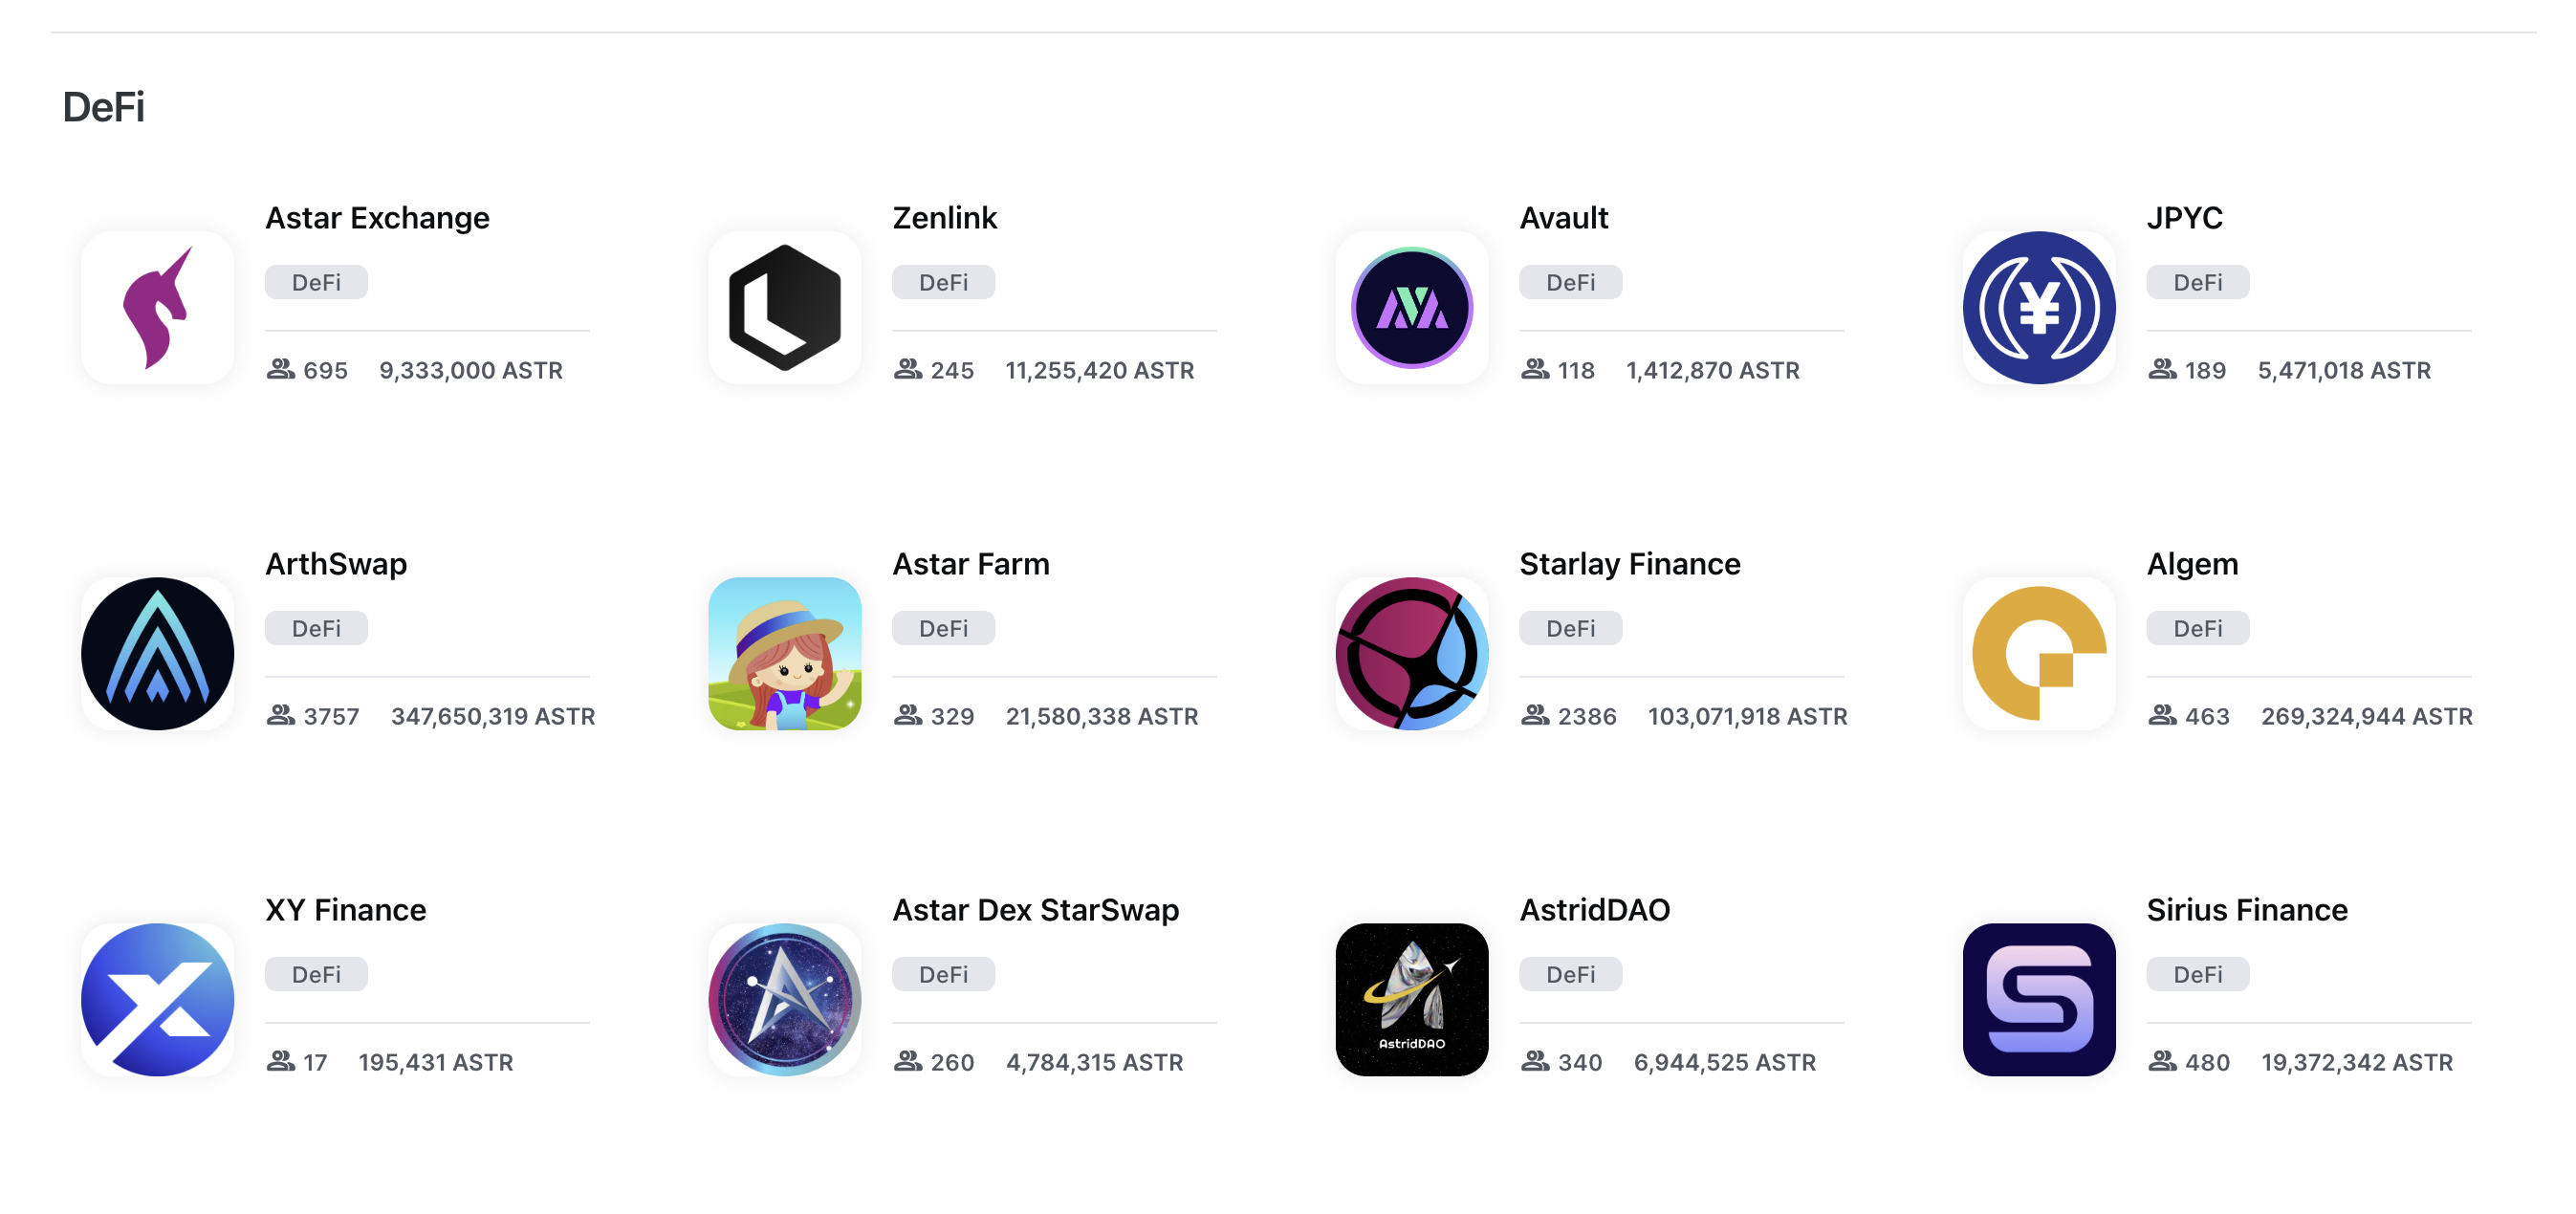 DeFi
Astar Exchange
DeFi
695 9,333,000 ASTR
Zenlink
DeFi
245 11,255,420 ASTR
Avault
DeFi
118 1,412,870 ASTR
JPYC
DeFi
189 5,471,018 ASTR
ArthSwap
DeFi
3757 347,650,319 ASTR
Astar Farm
DeFi
329 21,580,338 ASTR
Starlay Finance
DeFi
2386 103,071,918 ASTR
Algem
DeFi
463 269,324,944 ASTR
XY Finance
DeFi
17 195,431 ASTR
Astar Dex StarSwap
DeFi
260 4,784,315 ASTR
AstridDAO
AstridDAO
DeFi
340 6,944,525 ASTR
Sirius Finance
DeFi
480 19,372,342 ASTR